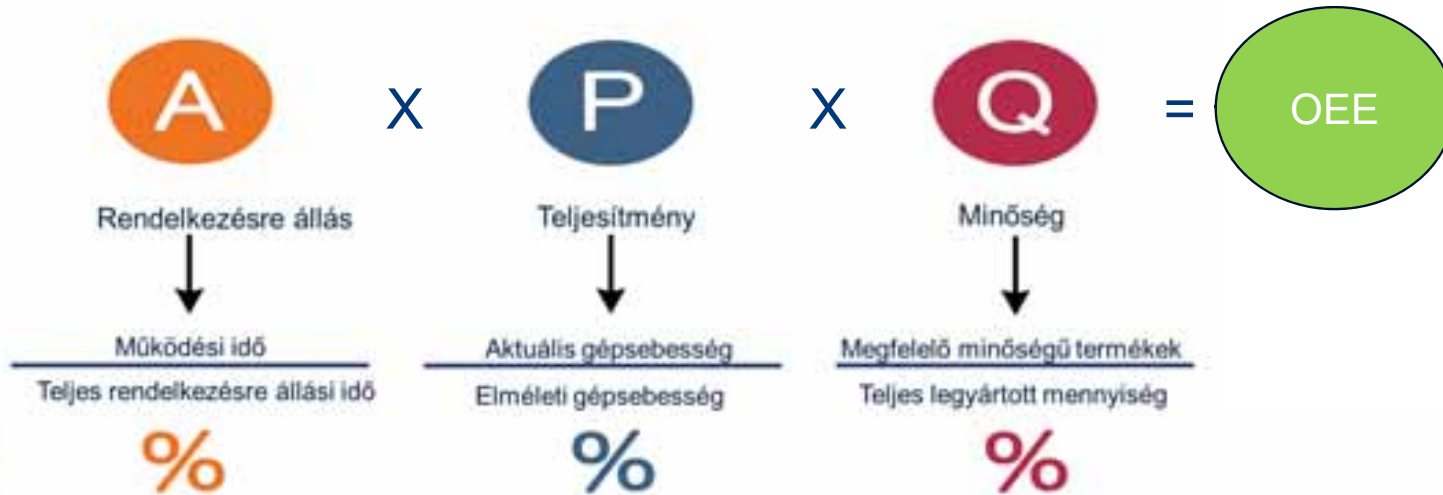 A X P X Q = OEE
Rendelkezésre állás
Teljesítmény
Minőség
Működési idő
Teljes rendelkezésre állási idő
%
Aktuális gépsebesség
Elméleti gépsebesség
%
Megfelelő minőségű termékek
Teljes legyártott mennyiség
%